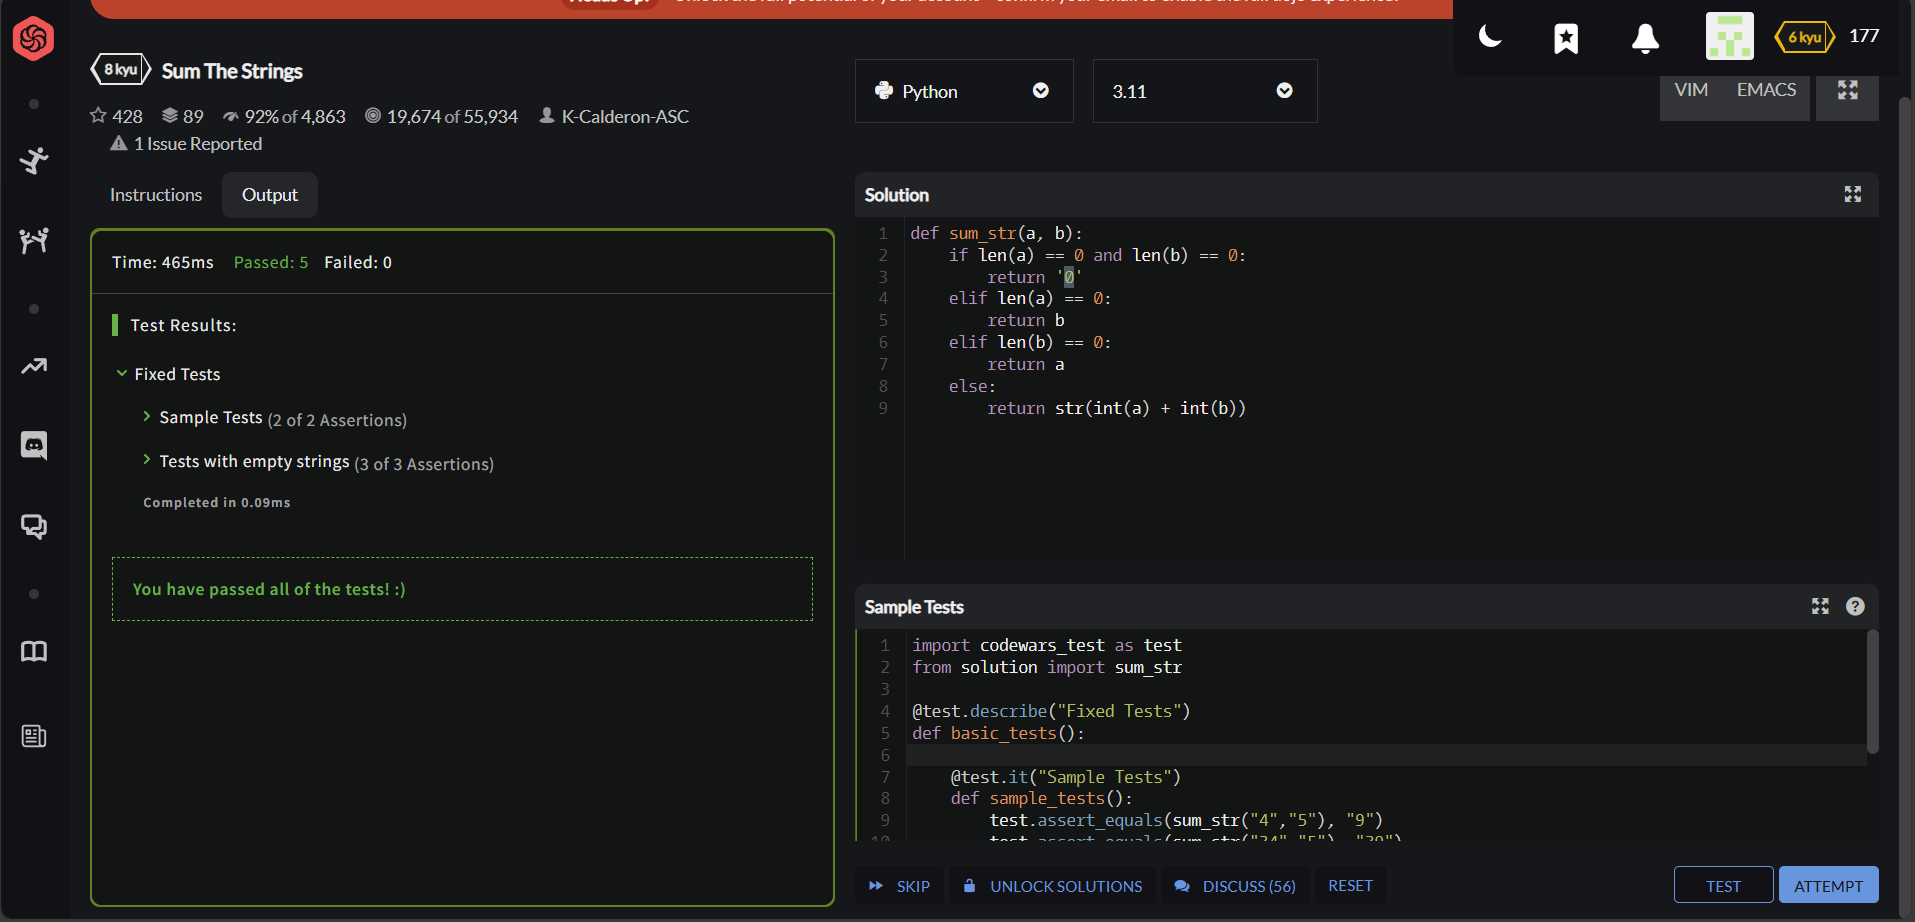 6 kyu 177
8 kyu Sum The Strings
428 89 92% of 4,863 19,674 of 55,934 K-Calderon-ASC
1 Issue Reported
Python
3.11
VIM EMACS
Instructions Output
Time: 465ms Passed: 5 Failed: 0
Test Results:
Fixed Tests
Sample Tests (2 of 2 Assertions)
Tests with empty strings (3 of 3 Assertions)
Completed in 0.09ms
You have passed all of the tests! :)
Solution
1 def sum_str(a, b):
2     if len(a) == 0 and len(b) == 0:
3         return '0'
4     elif len(a) == 0:
5         return b
6     elif len(b) == 0:
7         return a
8     else:
9         return str(int(a) + int(b))
Sample Tests
1 import codewars_test as test
2 from solution import sum_str
3
4 @test.describe("Fixed Tests")
5 def basic_tests():
6
7     @test.it("Sample Tests")
8     def sample_tests():
9         test.assert_equals(sum_str("4","5"), "9")
SKIP UNLOCK SOLUTIONS DISCUSS (56) RESET
TEST ATTEMPT